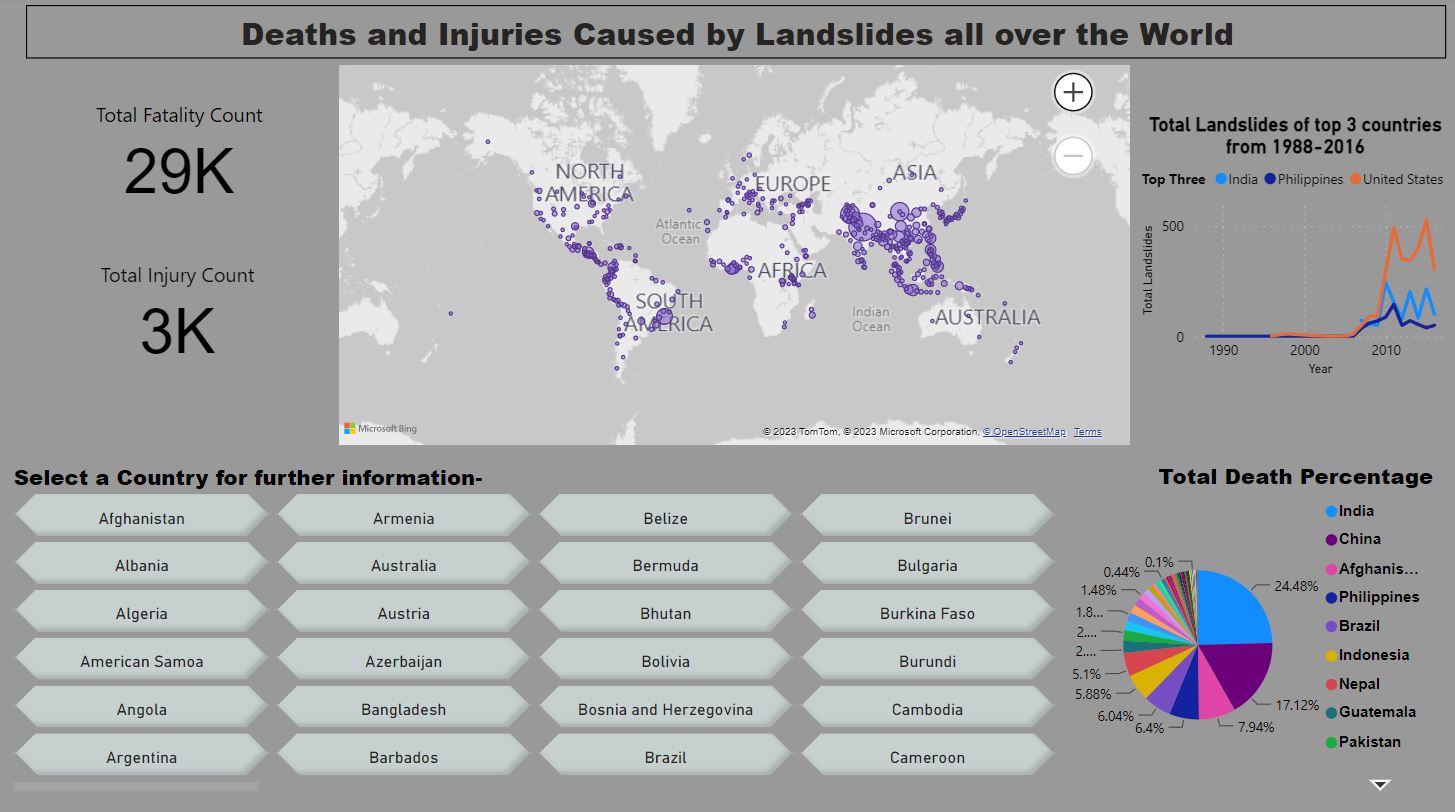 Deaths and Injuries Caused by Landslides all over the World
Total Fatality Count
29K
Total Injury Count
3K
NORTH
AMERICA
EUROPE
ASIA
Atlantic
Ocean
AFRICA
SOUTH
AMERICA
Indian
Ocean
AUSTRALIA
Microsoft Bing
© 2023 TomTom, © 2023 Microsoft Corporation, © OpenStreetMap Terms
Total Landslides of top 3 countries
from 1988-2016
Top Three India Philippines United States
Total Landslides
500
0
1990 2000 2010
Year
Select a Country for further information-
Afghanistan Armenia Belize Brunei
Albania Australia Bermuda Bulgaria
Algeria Austria Bhutan Burkina Faso
American Samoa Azerbaijan Bolivia Burundi
Angola Bangladesh Bosnia and Herzegovina Cambodia
Argentina Barbados Brazil Cameroon
Total Death Percentage
0.1%
0.44%
1.48%
1.8...
2....
2....
5.1%
5.88%
6.04%
6.4%
7.94%
17.12%
24.48%
India
China
Afghanis...
Philippines
Brazil
Indonesia
Nepal
Guatemala
Pakistan